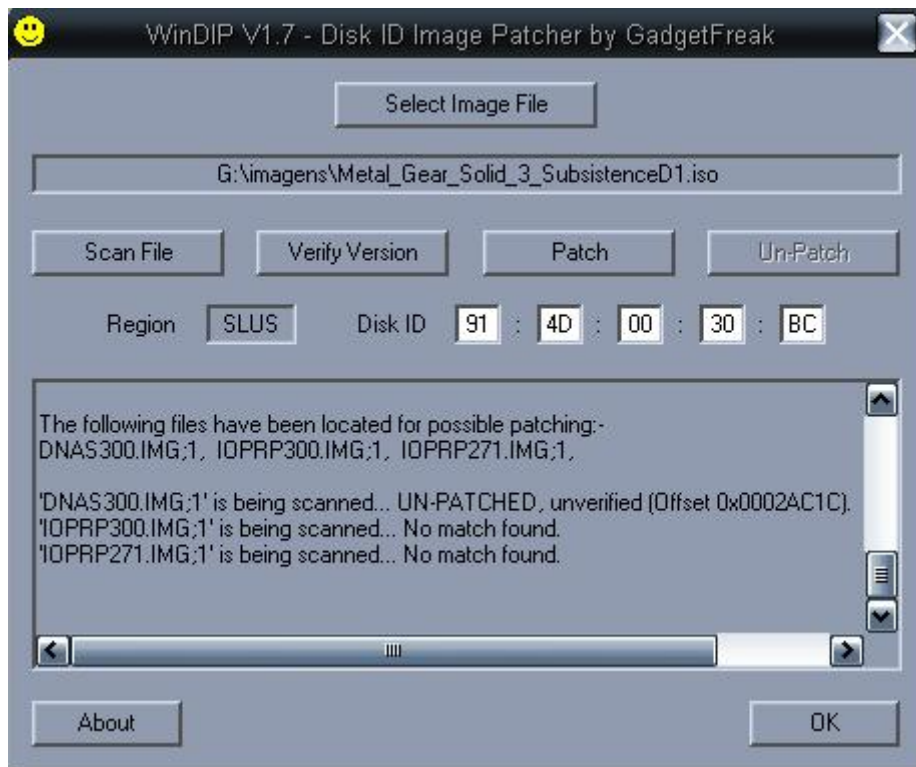 WinDIP V1.7 - Disk ID Image Patcher by GadgetFreak
Select Image File
G:\imagens\Metal_Gear_Solid_3_SubsistenceD1.iso
Scan File Verify Version Patch Un-Patch
Region SLUS Disk ID 91 : 4D : 00 : 30 : BC
The following files have been located for possible patching:-
DNAS300.IMG;1, IOPRP300.IMG;1, IOPRP271.IMG;1,
'DNAS300.IMG;1' is being scanned... UN-PATCHED, unverified (Offset 0x0002AC1C).
'IOPRP300.IMG;1' is being scanned... No match found.
'IOPRP271.IMG;1' is being scanned... No match found.
About OK